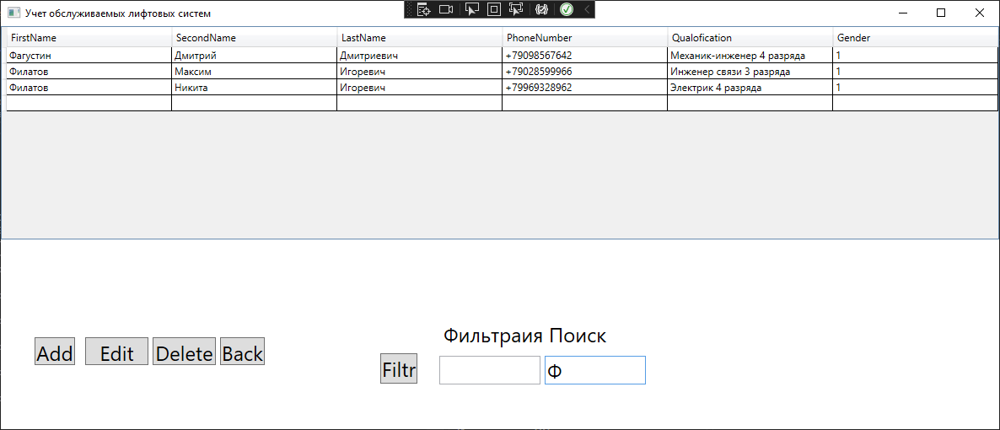 Учет обслуживаемых лифтовых систем
FirstName SecondName LastName PhoneNumber Qualofication Gender
Фагустин Дмитрий Дмитриевич +79098567642 Механик-инженер 4 разряда 1
Филатов Максим Игоревич +79028599966 Инженер связи 3 разряда 1
Филатов Никита Игоревич +79969328962 Электрик 4 разряда 1
Фильтраия Поиск
Add Edit Delete Back
Filtr Ф